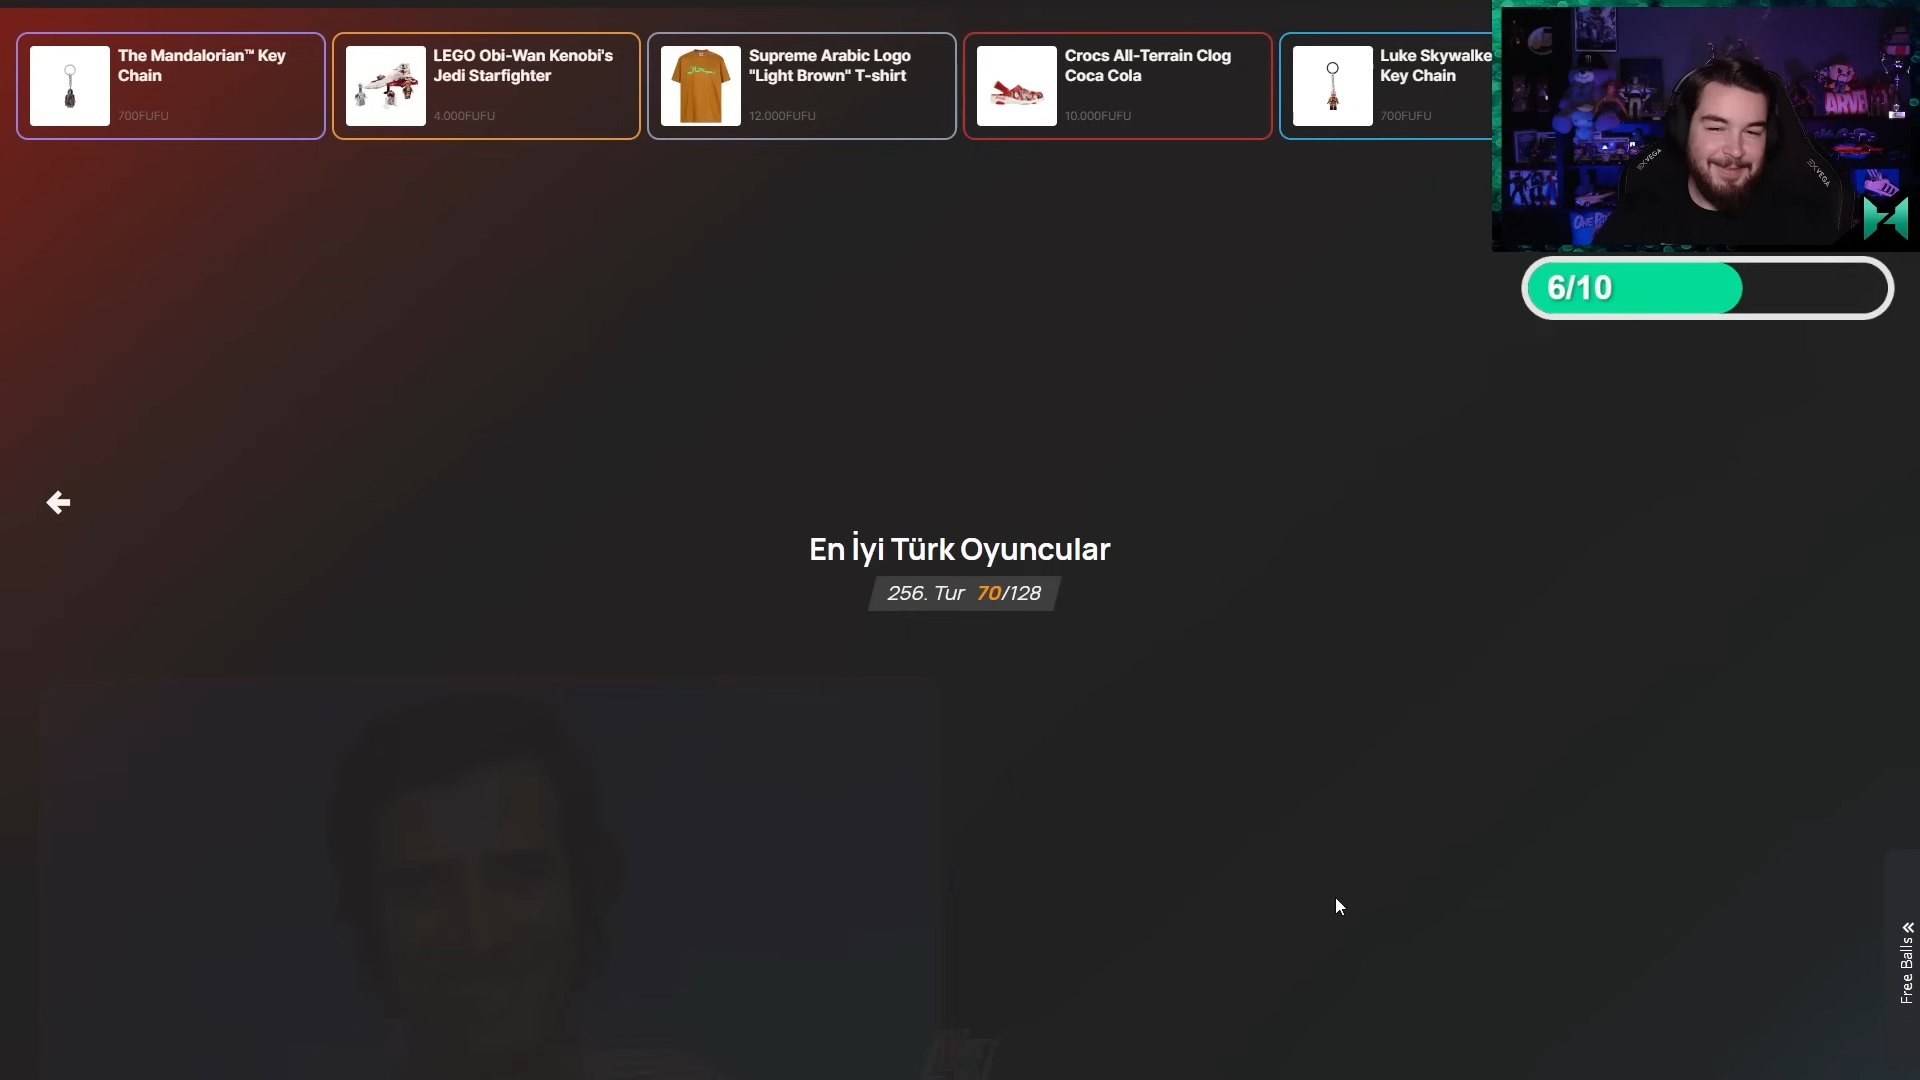 The Mandalorian™ Key
Chain
700FUFU
LEGO Obi-Wan Kenobi's
Jedi Starfighter
4.000FUFU
Supreme Arabic Logo
"Light Brown" T-shirt
12.000FUFU
Crocs All-Terrain Clog
Coca Cola
10.000FUFU
Luke Skywalke
Key Chain
700FUFU
EXVEGA
EXVEGA
6/10
En İyi Türk Oyuncular
256. Tur 70/128
Free Balls